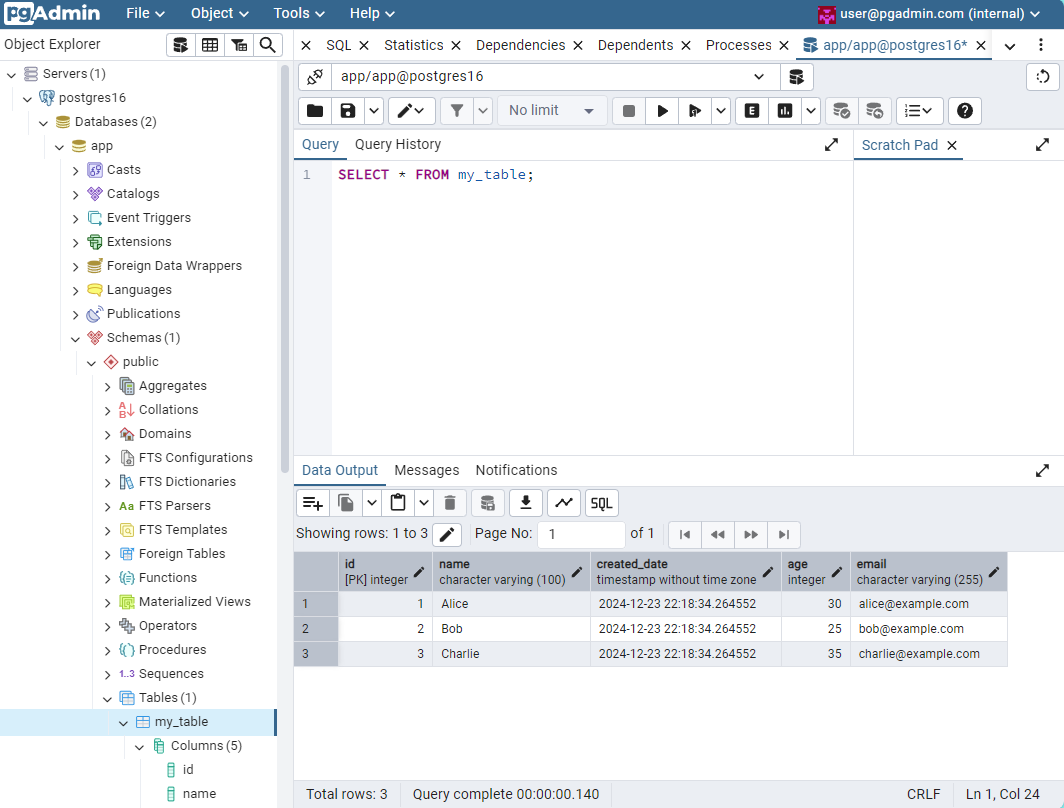 pgAdmin File Object Tools Help user@pgadmin.com (internal)
Object Explorer
SQL Statistics Dependencies Dependents Processes app/app@postgres16*
Servers (1)
postgres16
Databases (2)
app
Casts
Catalogs
Event Triggers
Extensions
Foreign Data Wrappers
Languages
Publications
Schemas (1)
public
Aggregates
Collations
Domains
FTS Configurations
FTS Dictionaries
Aa FTS Parsers
FTS Templates
Foreign Tables
Functions
Materialized Views
Operators
Procedures
1..3 Sequences
Tables (1)
my_table
Columns (5)
id
name
app/app@postgres16
No limit E
Query Query History
Scratch Pad
1 SELECT * FROM my_table;
Data Output Messages Notifications
SQL
Showing rows: 1 to 3 Page No: 1 of 1
id name created_date age email
[PK] integer character varying (100) timestamp without time zone integer character varying (255)
1 1 Alice 2024-12-23 22:18:34.264552 30 alice@example.com
2 2 Bob 2024-12-23 22:18:34.264552 25 bob@example.com
3 3 Charlie 2024-12-23 22:18:34.264552 35 charlie@example.com
Total rows: 3 Query complete 00:00:00.140 CRLF Ln 1, Col 24